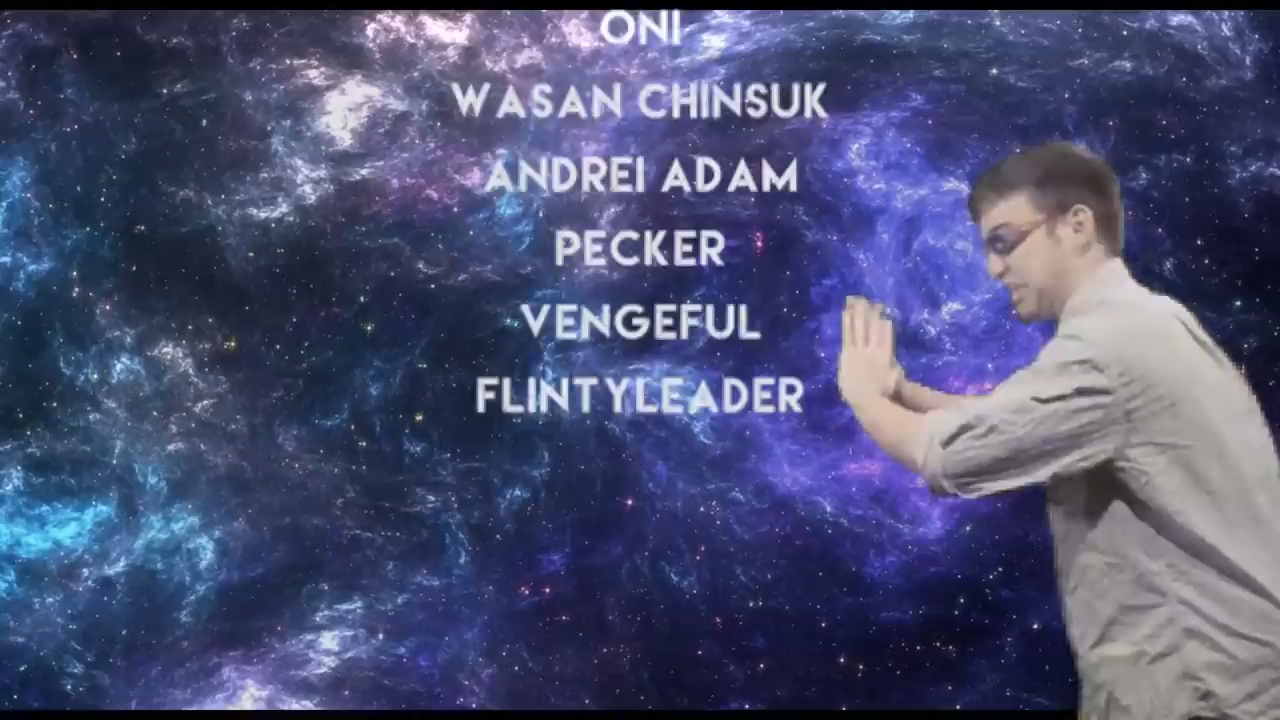 ONI
WASAN CHINSUK
ANDREI ADAM
PECKER
VENGEFUL
FLINTYLEADER